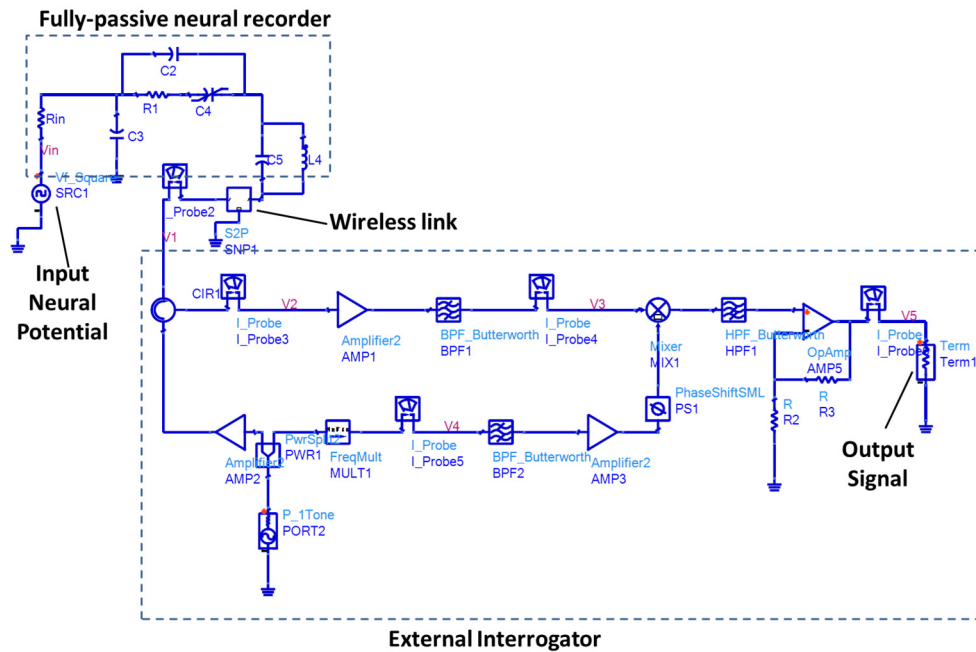 Fully-passive neural recorder
C2
R1
C4
Rin
C3
Vin
C5
L4
Vf_Square
SRC1
I_Probe2
Wireless link
S2P
SNP1
V1
Input
Neural
Potential
CIR1
V2
V3
V5
I_Probe
I_Probe3
Amplifier2
AMP1
BPF_Butterworth
BPF1
I_Probe
I_Probe4
Mixer
MIX1
HPF_Butterworth
HPF1
OpAmp
AMP5
I_Probe
Term
Term1
PhaseShiftSML
PS1
R
R2
R
R3
V4
Amplifier2
AMP2
PwrSplit2
PWR1
FreqMult
MULT1
I_Probe
I_Probe5
BPF_Butterworth
BPF2
Amplifier2
AMP3
Output
Signal
P_1Tone
PORT2
External Interrogator